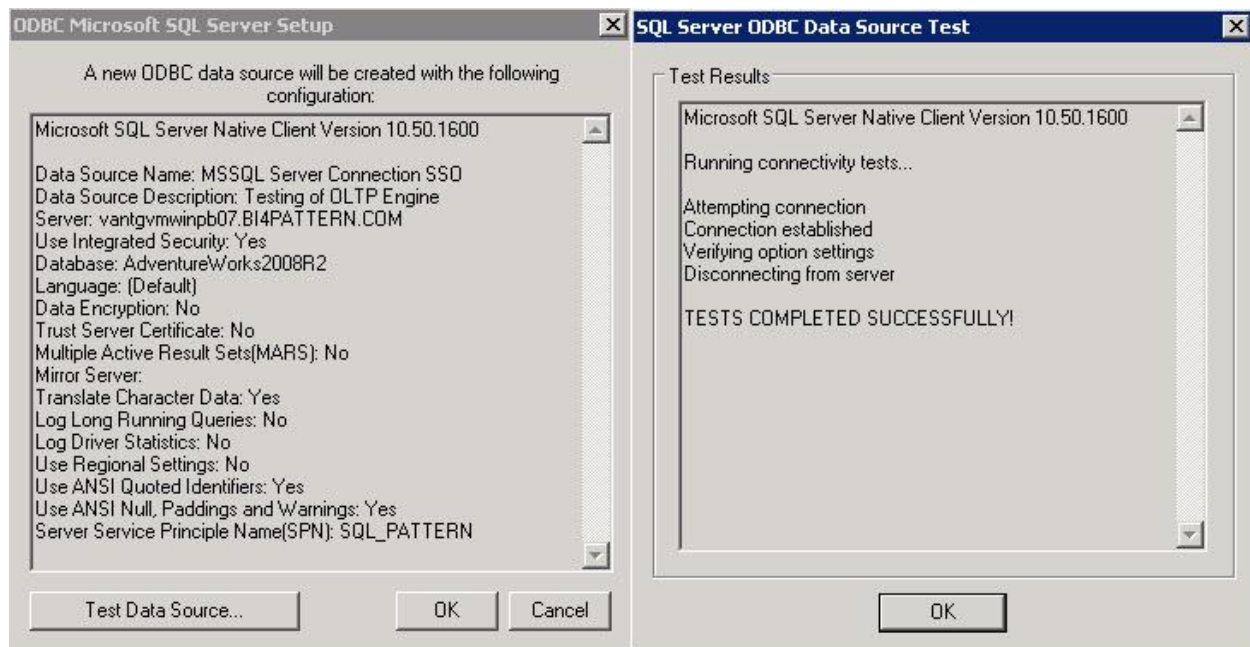 ODBC Microsoft SQL Server Setup
A new ODBC data source will be created with the following
configuration:
Microsoft SQL Server Native Client Version 10.50.1600
Data Source Name: MSSQL Server Connection SSO
Data Source Description: Testing of OLTP Engine
Server: vantgvmwinpb07.BI4PATTERN.COM
Use Integrated Security: Yes
Database: AdventureWorks2008R2
Language: (Default)
Data Encryption: No
Trust Server Certificate: No
Multiple Active Result Sets(MARS): No
Mirror Server:
Translate Character Data: Yes
Log Long Running Queries: No
Log Driver Statistics: No
Use Regional Settings: No
Use ANSI Quoted Identifiers: Yes
Use ANSI Null, Paddings and Warnings: Yes
Server Service Principle Name(SPN): SQL_PATTERN
Test Data Source...
OK
Cancel
SQL Server ODBC Data Source Test
Test Results
Microsoft SQL Server Native Client Version 10.50.1600
Running connectivity tests...
Attempting connection
Connection established
Verifying option settings
Disconnecting from server
TESTS COMPLETED SUCCESSFULLY!
OK